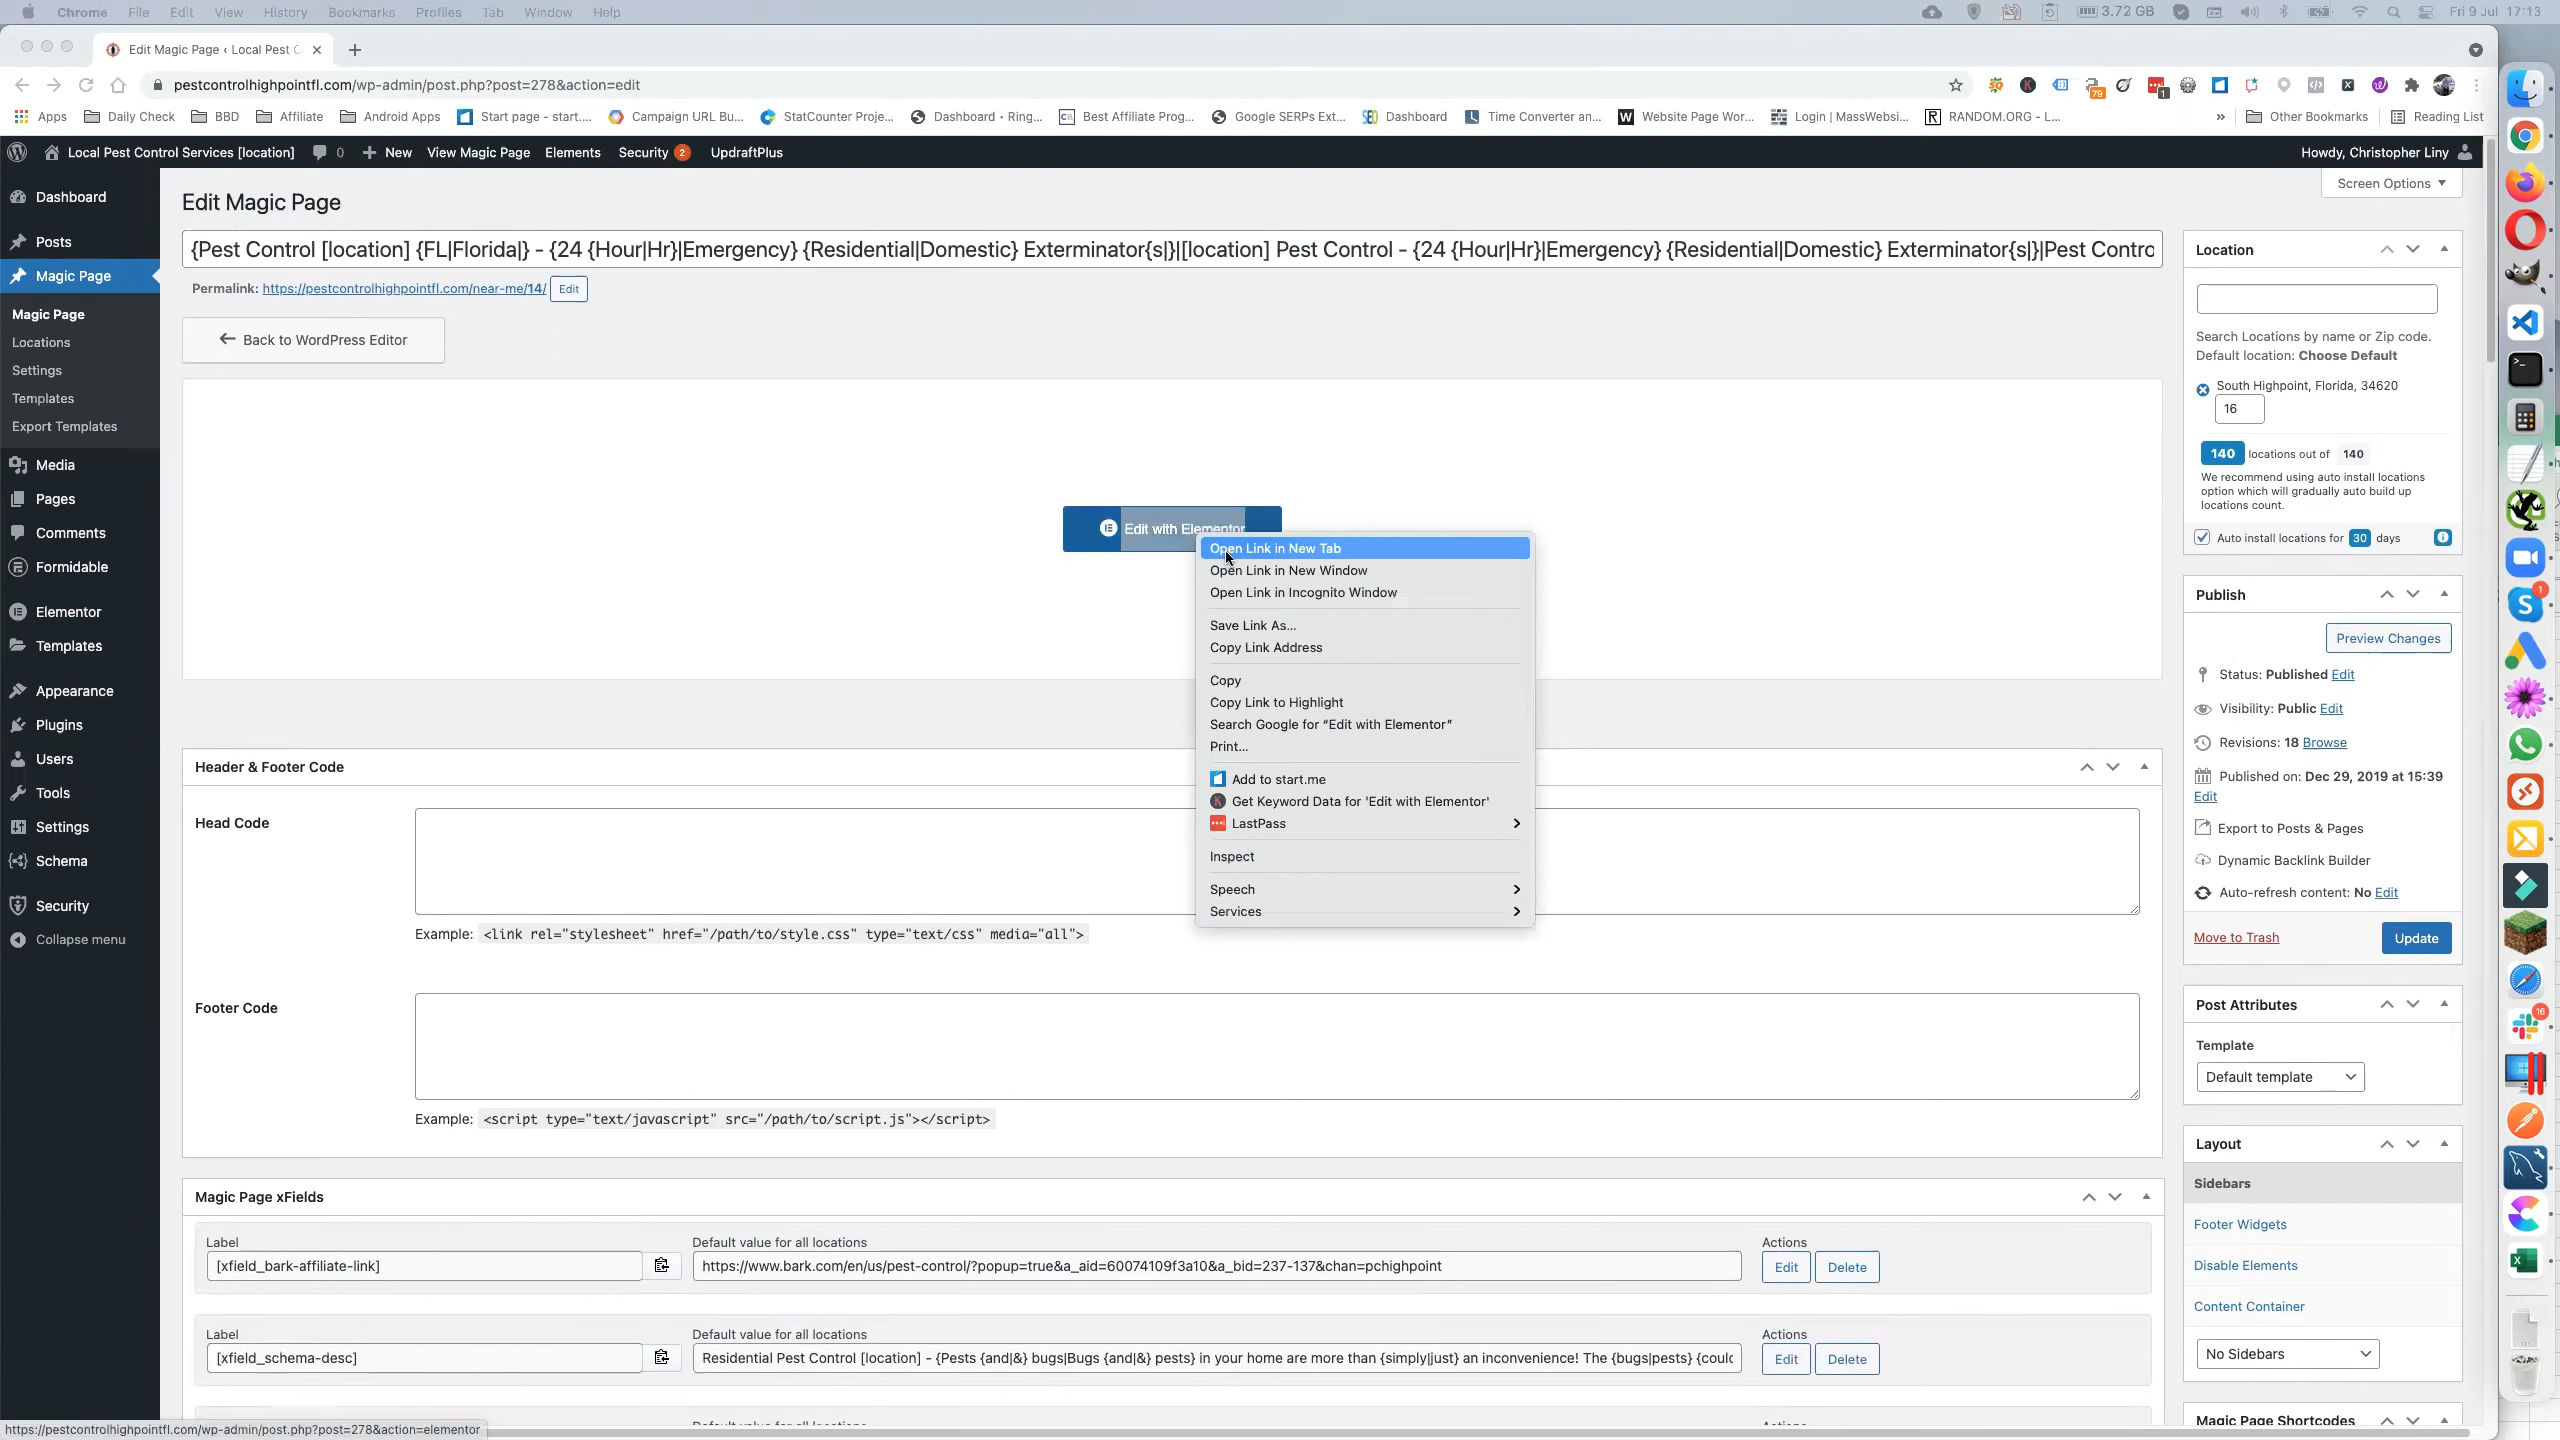 Chrome File Edit View History Bookmarks Profiles Tab Window Help 3.72 GB Fri 9 Jul 17:13
Edit Magic Page ‹ Local Pest C
pestcontrolhighpointfl.com/wp-admin/post.php?post=278&action=edit 79 1
Apps Daily Check BBD Affiliate Android Apps Start page - start.... Campaign URL Bu... StatCounter Proje... Dashboard • Ring... Best Affiliate Prog... Google SERPs Ext... Dashboard Time Converter an... Website Page Wor... Login | MassWebsi... RANDOM.ORG - L... » Other Bookmarks Reading List
Local Pest Control Services [location] 0 New View Magic Page Elements Security 2 UpdraftPlus Howdy, Christopher Liny
Screen Options
Dashboard
Posts
Magic Page
Magic Page
Locations
Settings
Templates
Export Templates
Media
Pages
Comments
Formidable
Elementor
Templates
Appearance
Plugins
Users
Tools
Settings
Schema
Security
Collapse menu
Edit Magic Page
{Pest Control [location] {FL|Florida|} - {24 {Hour|Hr}|Emergency} {Residential|Domestic} Exterminator{s|}|[location] Pest Control - {24 {Hour|Hr}|Emergency} {Residential|Domestic} Exterminator{s|}|Pest Contro
Permalink: https://pestcontrolhighpointfl.com/near-me/14/ Edit
Back to WordPress Editor
Edit with Elementor
Open Link in New Tab
Open Link in New Window
Open Link in Incognito Window
Save Link As...
Copy Link Address
Copy
Copy Link to Highlight
Search Google for “Edit with Elementor”
Print...
Add to start.me
Get Keyword Data for 'Edit with Elementor'
LastPass
Inspect
Speech
Services
Header & Footer Code
Head Code
Example: <link rel="stylesheet" href="/path/to/style.css" type="text/css" media="all">
Footer Code
Example: <script type="text/javascript" src="/path/to/script.js"></script>
Magic Page xFields
Label Default value for all locations Actions
[xfield_bark-affiliate-link] https://www.bark.com/en/us/pest-control/?popup=true&a_aid=60074109f3a10&a_bid=237-137&chan=pchighpoint Edit Delete
Label Default value for all locations Actions
[xfield_schema-desc] Residential Pest Control [location] - {Pests {and|&} bugs|Bugs {and|&} pests} in your home are more than {simply|just} an inconvenience! The {bugs|pests} {could Edit Delete
Default value for all locations Actions
Location
Search Locations by name or Zip code.
Default location: Choose Default
South Highpoint, Florida, 34620
16
140 locations out of 140
We recommend using auto install locations
option which will gradually auto build up
locations count.
Auto install locations for 30 days
Publish
Preview Changes
Status: Published Edit
Visibility: Public Edit
Revisions: 18 Browse
Published on: Dec 29, 2019 at 15:39
Edit
Export to Posts & Pages
Dynamic Backlink Builder
Auto-refresh content: No Edit
Move to Trash Update
Post Attributes
Template
Default template
Layout
Sidebars
Footer Widgets
Disable Elements
Content Container
No Sidebars
Magic Page Shortcodes
1
16
https://pestcontrolhighpointfl.com/wp-admin/post.php?post=278&action=elementor